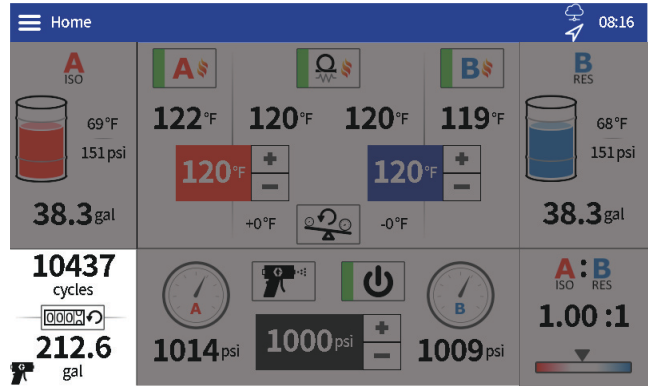 Home
08:16
A
ISO
69°F
151 psi
38.3 gal
A
B
122°F
120°F
120°F
119°F
120°F
+
−
120°F
+
−
+0°F
-0°F
B
RES
68°F
151 psi
38.3 gal
10437
cycles
212.6
gal
A
1014 psi
1000 psi
+
−
B
1009 psi
A : B
ISO RES
1.00 :1